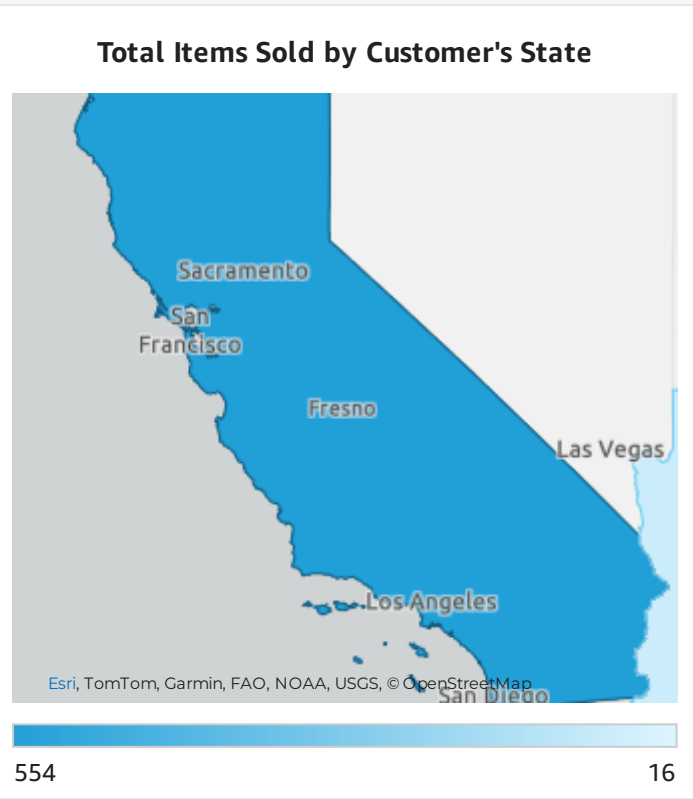 Total Items Sold by Customer's State
Sacramento
San
Francisco
Fresno
Las Vegas
Los Angeles
Esri, TomTom, Garmin, FAO, NOAA, USGS, © OpenStreetMap
San Diego
554
16